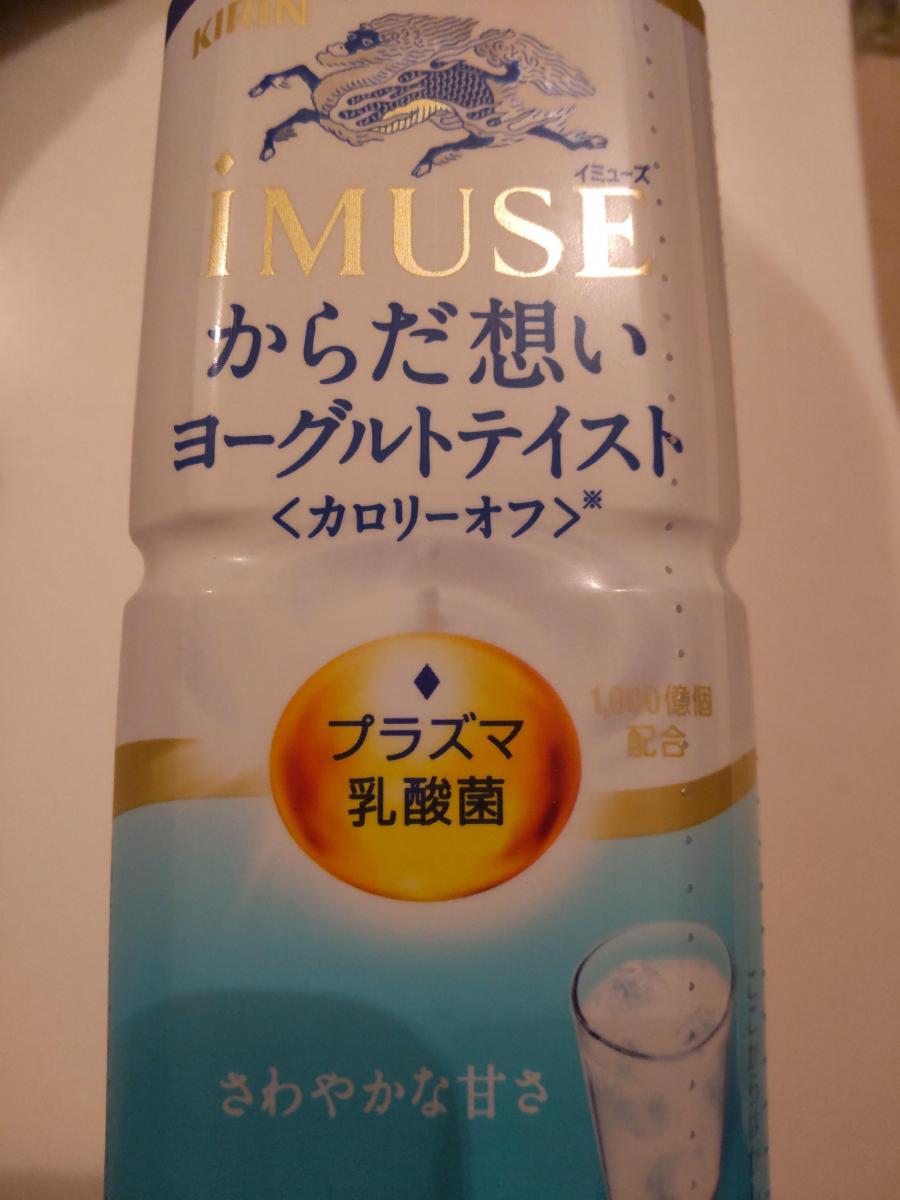 KIRIN
iMUSE
イミューズ
からだ想い
ヨーグルトテイスト
〈カロリーオフ〉※
プラズマ
乳酸菌
1,000億個
配合
さわやかな甘さ